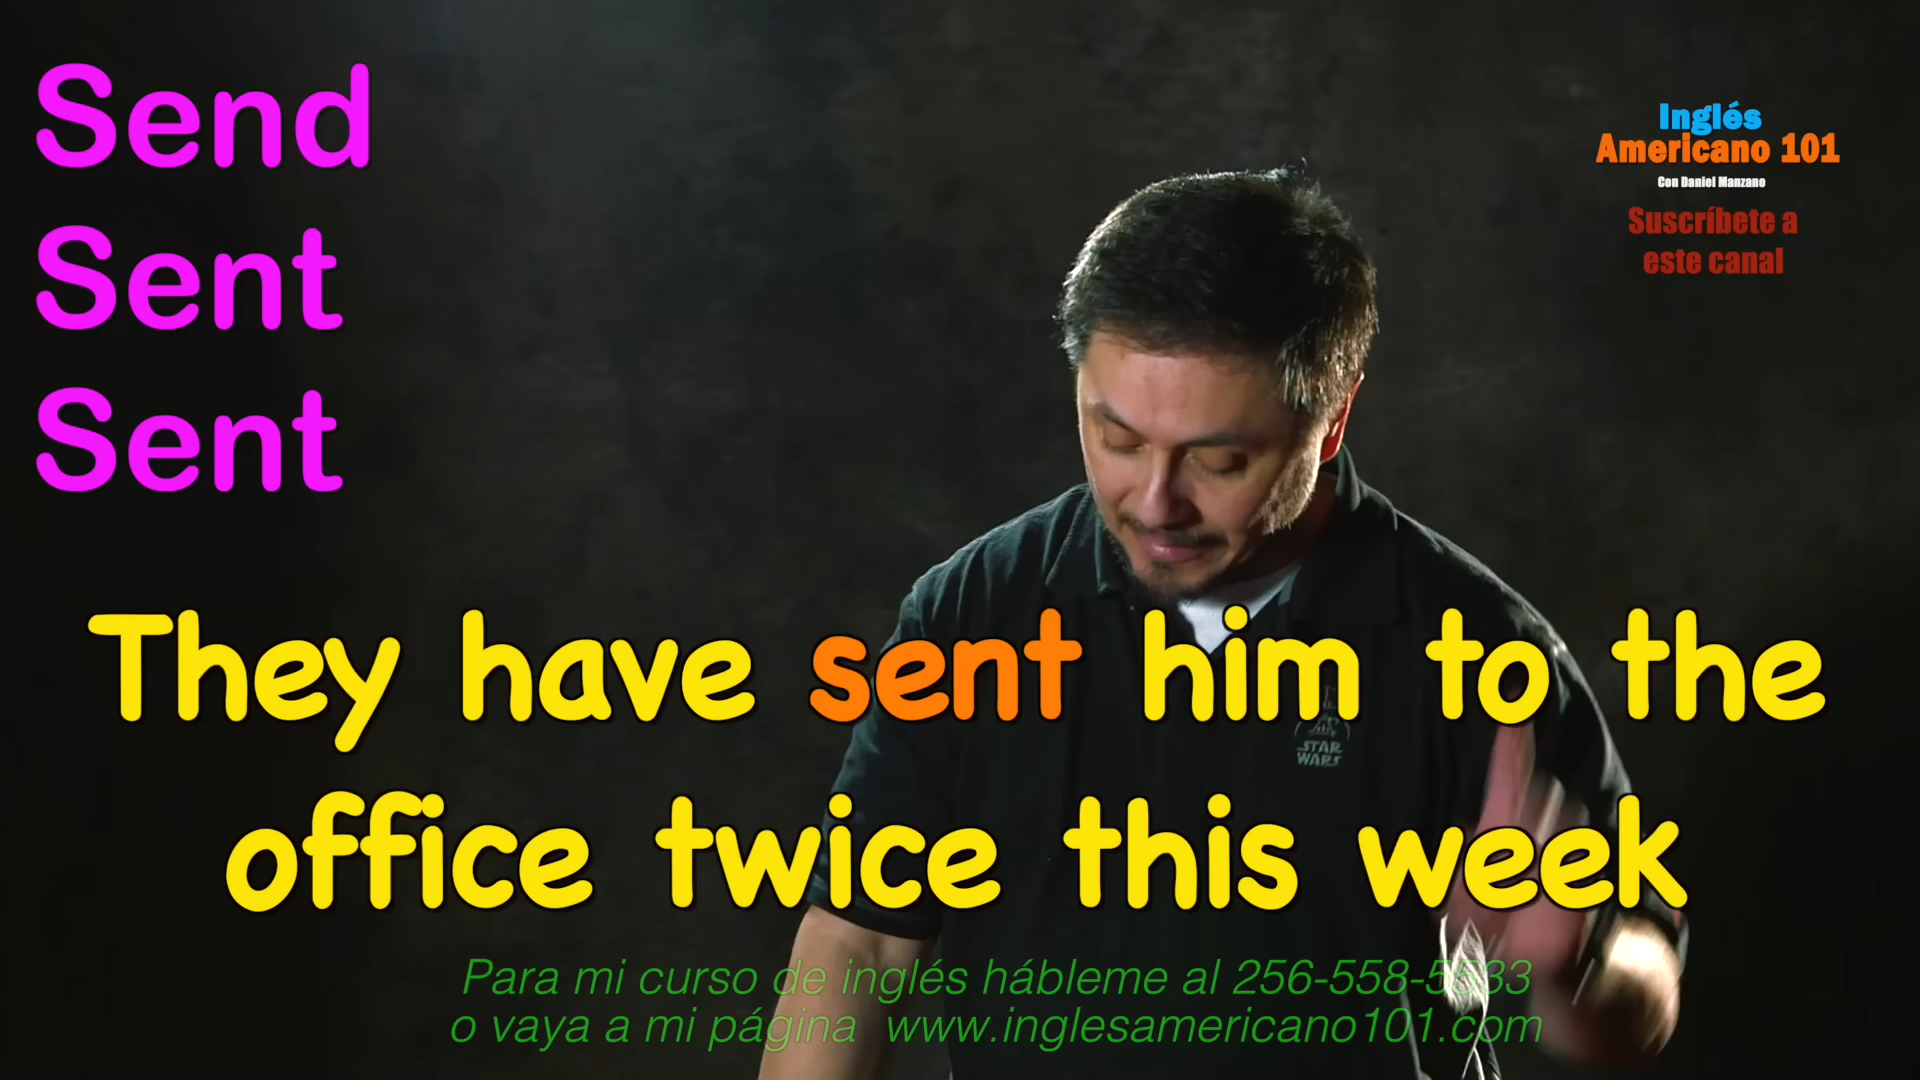 Send
Sent
Sent
Inglés
Americano 101
Con Daniel Manzano
Suscríbete a
este canal
They have sent him to the
STAR
WARS
office twice this week
Para mi curso de inglés hábleme al 256-558-5533
o vaya a mi página www.inglesamericano101.com